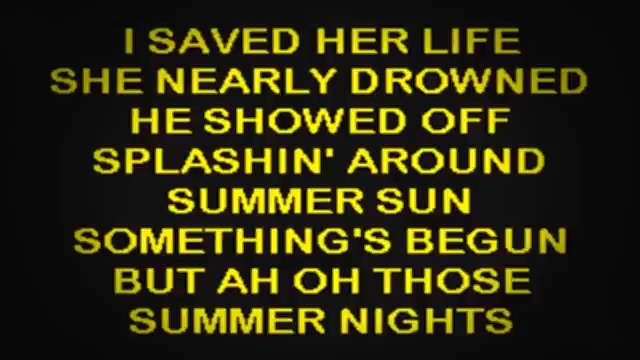 I SAVED HER LIFE
SHE NEARLY DROWNED
HE SHOWED OFF
SPLASHIN' AROUND
SUMMER SUN
SOMETHING'S BEGUN
BUT AH OH THOSE
SUMMER NIGHTS